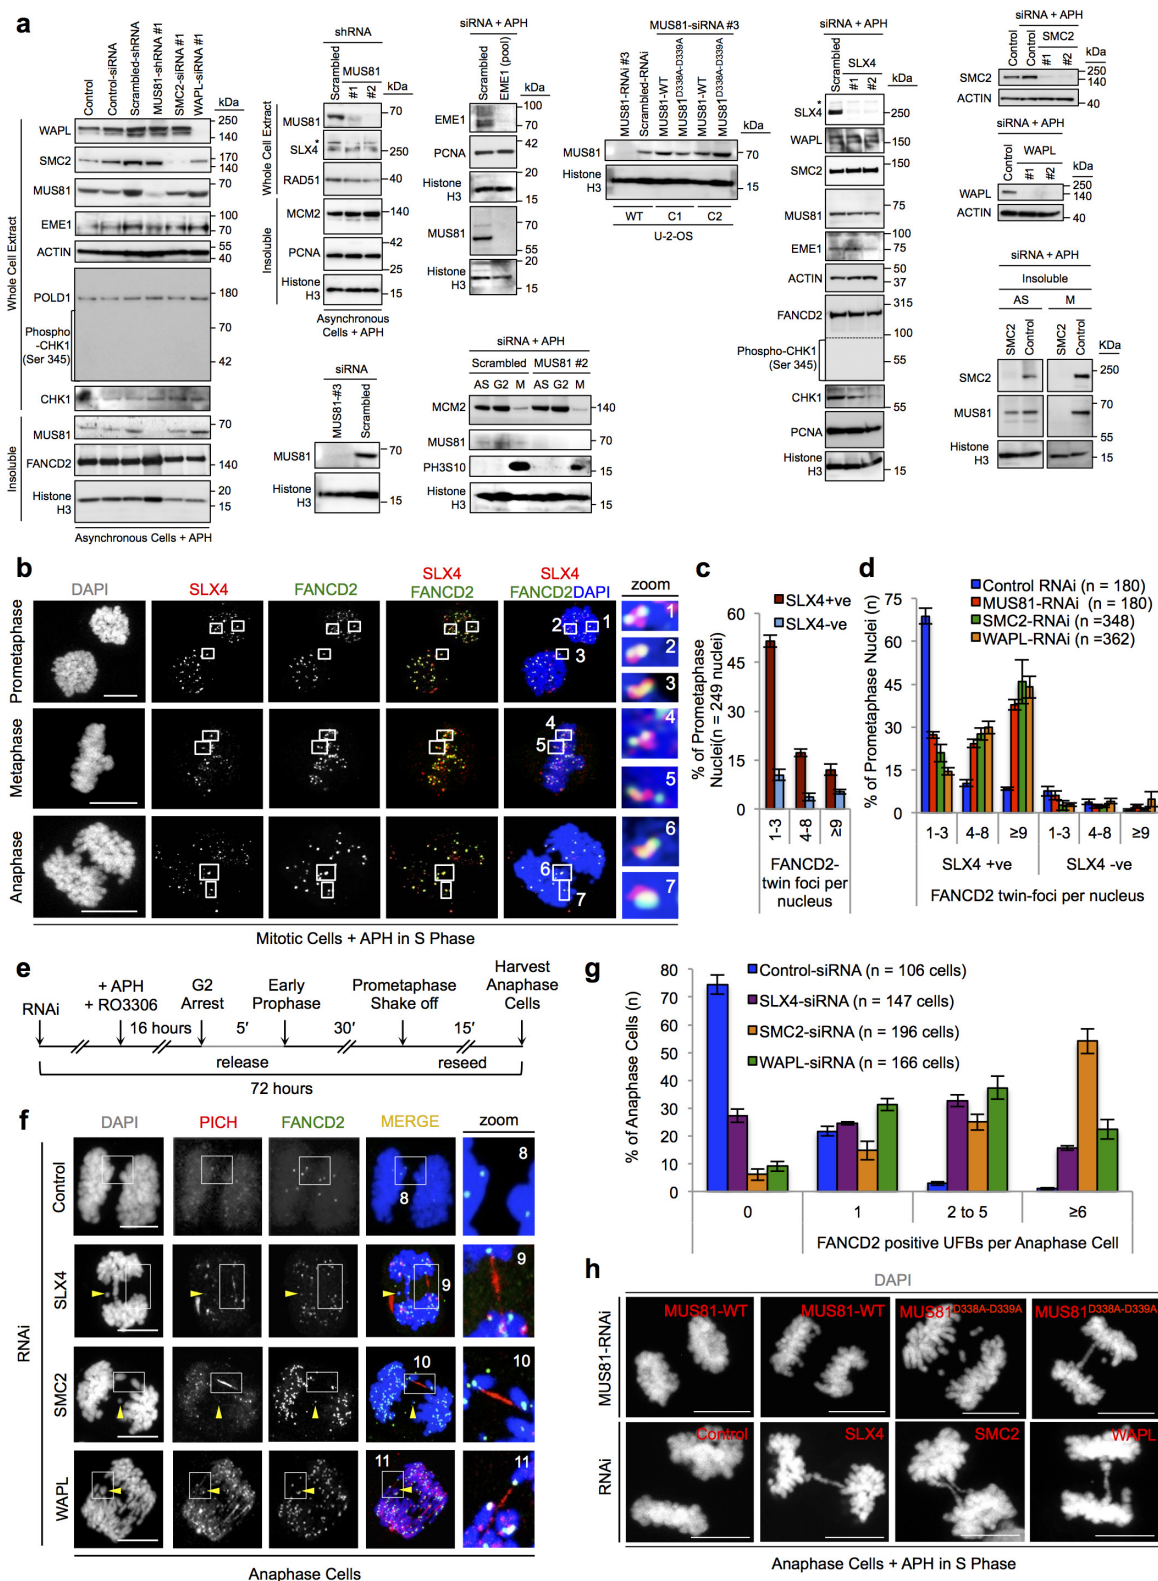 a
Control
Control-siRNA
Scrambled-shRNA
MUS81-shRNA #1
SMC2-siRNA #1
WAPL-siRNA #1
kDa
Whole Cell Extract
WAPL
250
140
SMC2
170
140
MUS81
70
EME1
100
70
ACTIN
55
40
POLD1
180
Phospho
-CHK1
(Ser 345)
70
42
CHK1
55
Insoluble
MUS81
70
FANCD2
140
Histone
H3
20
15
Asynchronous Cells + APH
shRNA
Scrambled
MUS81
#1 #2
kDa
Whole Cell Extract
MUS81
70
*
SLX4
250
RAD51
40
Insoluble
MCM2
140
PCNA
42
25
Histone
H3
15
Asynchronous
Cells + APH
siRNA
MUS81-#3
Scrambled
MUS81
70
Histone
H3
15
siRNA + APH
Scrambled
EME1 (pool)
kDa
EME1
100
80
70
PCNA
42
40
Histone
H3
20
15
MUS81
70
55
Histone
H3
20
15
siRNA + APH
Scrambled MUS81 #2
AS G2 M AS G2 M
MCM2
140
MUS81
70
PH3S10
15
Histone
H3
15
MUS81-siRNA #3
MUS81-RNAi #3
Scrambled-RNAi
MUS81-WT
MUS81D338A-D339A
MUS81-WT
MUS81D338A-D339A
kDa
MUS81
70
Histone
H3
15
WT C1 C2
U-2-OS
siRNA + APH
Scrambled
SLX4
#1 #2
kDa
*
SLX4
250
WAPL
150
SMC2
150
MUS81
75
EME1
100
75
ACTIN
50
37
FANCD2
315
100
Phospho-CHK1
(Ser 345)
55
CHK1
55
PCNA
Histone
H3
15
siRNA + APH
Control
Control
SMC2
#1 #2
kDa
SMC2
250
140
ACTIN
40
siRNA + APH
Control
WAPL
#1 #2
kDa
WAPL
250
140
ACTIN
40
siRNA + APH
Insoluble
AS M
SMC2
Control
SMC2
Control
KDa
SMC2
250
MUS81
70
55
Histone
H3
15
b
DAPI
SLX4
FANCD2
SLX4
FANCD2
SLX4
FANCD2DAPI
zoom
Prometaphase
2 1
3
1
2
3
Metaphase
4
5
4
5
Anaphase
6
7
6
7
Mitotic Cells + APH in S Phase
c
% of Prometaphase
Nuclei(n = 249 nuclei)
60
45
30
15
0
SLX4+ve
SLX4-ve
1-3
4-8
≥9
FANCD2-
twin foci per
nucleus
d
% of Prometaphase Nuclei (n)
75
60
45
30
15
0
Control RNAi (n = 180)
MUS81-RNAi (n = 180)
SMC2-RNAi (n =348)
WAPL-RNAi (n =362)
1-3 4-8 ≥9 1-3 4-8 ≥9
SLX4 +ve SLX4 -ve
FANCD2 twin-foci per nucleus
e
RNAi
+ APH
+ RO3306
16 hours
G2
Arrest
5′
Early
Prophase
30′
Prometaphase
Shake off
15′
Harvest
Anaphase
Cells
release
reseed
72 hours
f
DAPI
PICH
FANCD2
MERGE
zoom
RNAi
Control
8
8
SLX4
9
9
SMC2
10
10
WAPL
11
11
Anaphase Cells
g
% of Anaphase Cells (n)
80
70
60
50
40
30
20
10
0
Control-siRNA (n = 106 cells)
SLX4-siRNA (n = 147 cells)
SMC2-siRNA (n = 196 cells)
WAPL-siRNA (n = 166 cells)
0 1 2 to 5 ≥6
FANCD2 positive UFBs per Anaphase Cell
h
DAPI
MUS81-RNAi
MUS81-WT
MUS81-WT
MUS81D338A-D339A
MUS81D338A-D339A
RNAi
Control
SLX4
SMC2
WAPL
Anaphase Cells + APH in S Phase